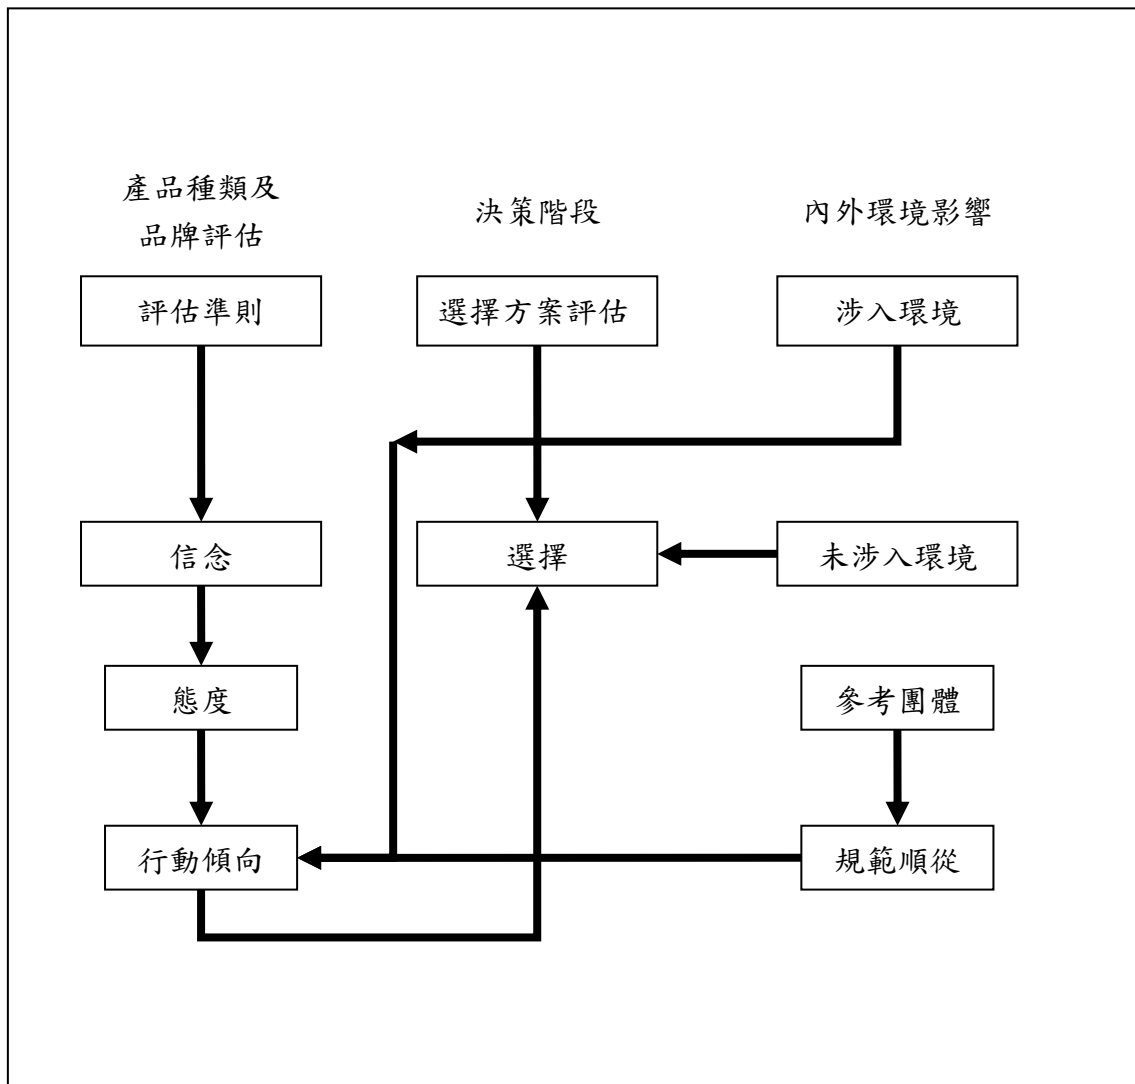 產品種類及
品牌評估
決策階段
內外環境影響
評估準則
選擇方案評估
涉入環境
信念
選擇
未涉入環境
態度
參考團體
行動傾向
規範順從